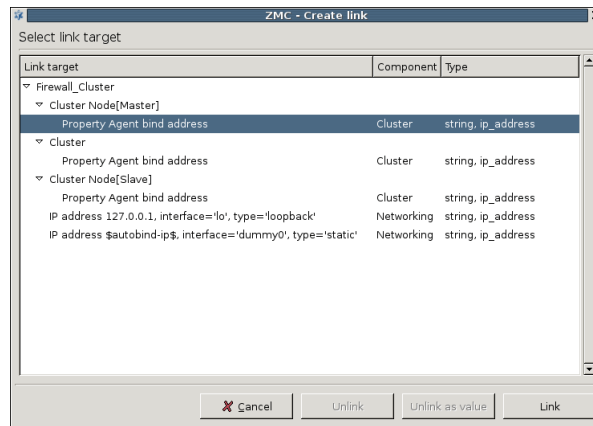 ZMC - Create link
Select link target
Link target Component Type
Firewall_Cluster
Cluster Node[Master]
Property Agent bind address Cluster string, ip_address
Cluster
Property Agent bind address Cluster string, ip_address
Cluster Node[Slave]
Property Agent bind address Cluster string, ip_address
IP address 127.0.0.1, interface='lo', type='loopback' Networking string, ip_address
IP address $autobind-ip$, interface='dummy0', type='static' Networking string, ip_address
Cancel Unlink Unlink as value Link